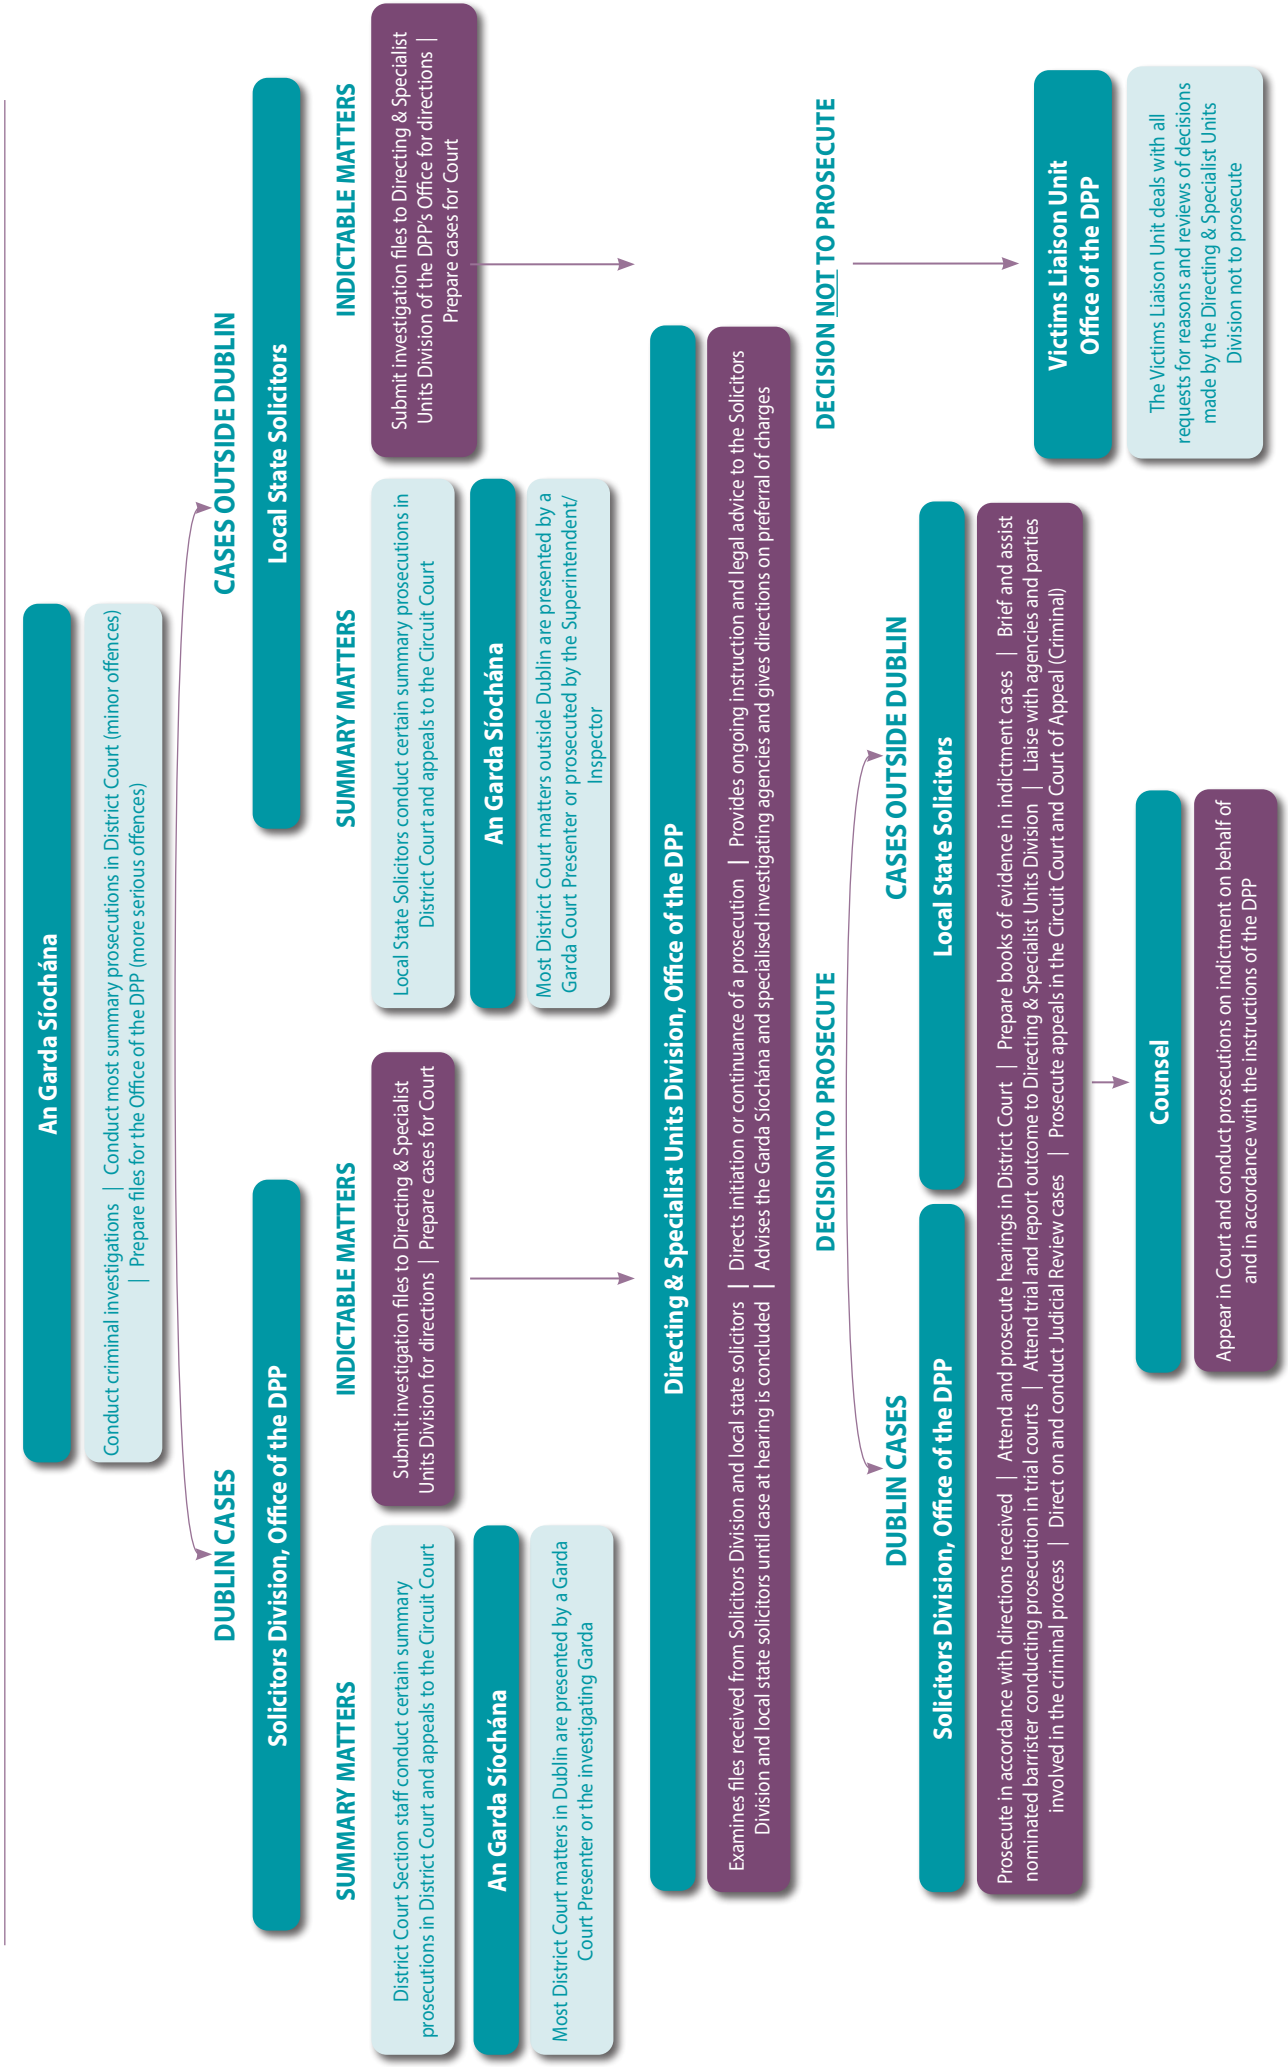 An Garda Síochána
Conduct criminal investigations | Conduct most summary prosecutions in District Court (minor offences)
| Prepare files for the Office of the DPP (more serious offences)
DUBLIN CASES
Solicitors Division, Office of the DPP
SUMMARY MATTERS
District Court Section staff conduct certain summary
prosecutions in District Court and appeals to the Circuit Court
An Garda Síochána
Most District Court matters in Dublin are presented by a Garda
Court Presenter or the investigating Garda
INDICTABLE MATTERS
Submit investigation files to Directing & Specialist
Units Division for directions | Prepare cases for Court
CASES OUTSIDE DUBLIN
Local State Solicitors
SUMMARY MATTERS
Local State Solicitors conduct certain summary prosecutions in
District Court and appeals to the Circuit Court
An Garda Síochána
Most District Court matters outside Dublin are presented by a
Garda Court Presenter or prosecuted by the Superintendent/
Inspector
INDICTABLE MATTERS
Submit investigation files to Directing & Specialist
Units Division of the DPP's Office for directions |
Prepare cases for Court
Directing & Specialist Units Division, Office of the DPP
Examines files received from Solicitors Division and local state solicitors | Directs initiation or continuance of a prosecution | Provides ongoing instruction and legal advice to the Solicitors
Division and local state solicitors until case at hearing is concluded | Advises the Garda Síochána and specialised investigating agencies and gives directions on preferral of charges
DECISION TO PROSECUTE
DUBLIN CASES
Solicitors Division, Office of the DPP
CASES OUTSIDE DUBLIN
Local State Solicitors
Prosecute in accordance with directions received | Attend and prosecute hearings in District Court | Prepare books of evidence in indictment cases | Brief and assist
nominated barrister conducting prosecution in trial courts | Attend trial and report outcome to Directing & Specialist Units Division | Liaise with agencies and parties
involved in the criminal process | Direct on and conduct Judicial Review cases | Prosecute appeals in the Circuit Court and Court of Appeal (Criminal)
Counsel
Appear in Court and conduct prosecutions on indictment on behalf of
and in accordance with the instructions of the DPP
DECISION NOT TO PROSECUTE
Victims Liaison Unit
Office of the DPP
The Victims Liaison Unit deals with all
requests for reasons and reviews of decisions
made by the Directing & Specialist Units
Division not to prosecute